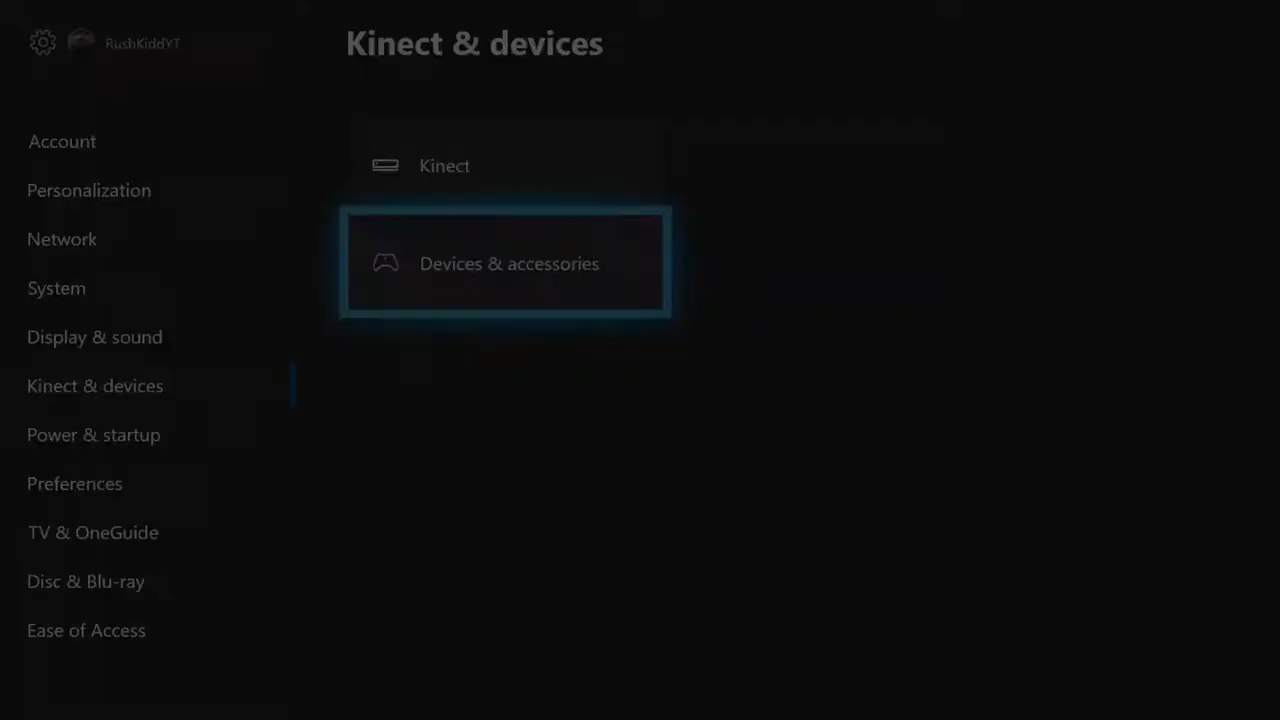 RushKiddYT
Kinect & devices
Account
Personalization
Network
System
Display & sound
Kinect & devices
Power & startup
Preferences
TV & OneGuide
Disc & Blu-ray
Ease of Access
Kinect
Devices & accessories